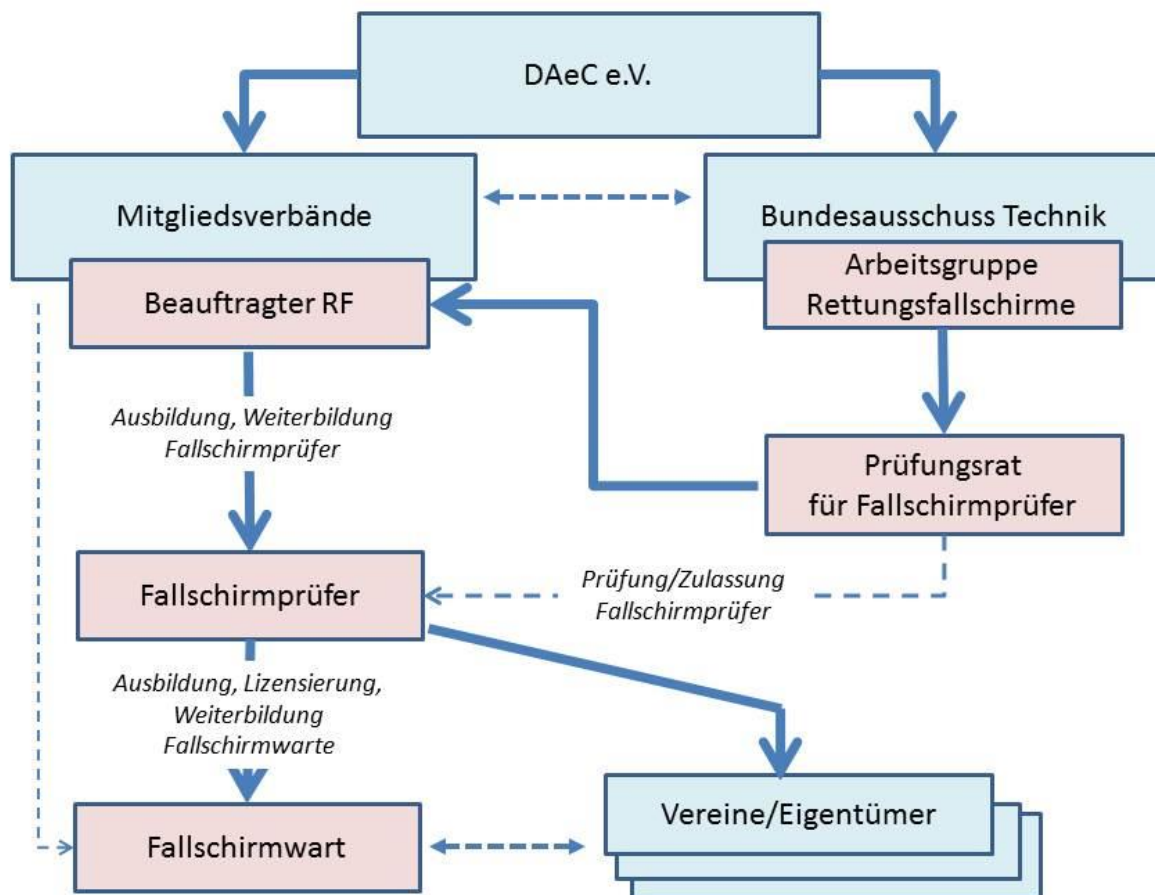 DAeC e.V.
Mitgliedsverbände
Bundesausschuss Technik
Beauftragter RF
Arbeitsgruppe
Rettungsfallschirme
Ausbildung, Weiterbildung
Fallschirmprüfer
Prüfungsrat
für Fallschirmprüfer
Fallschirmprüfer
Prüfung/Zulassung
Fallschirmprüfer
Ausbildung, Lizensierung,
Weiterbildung
Fallschirmwarte
Vereine/Eigentümer
Fallschirmwart